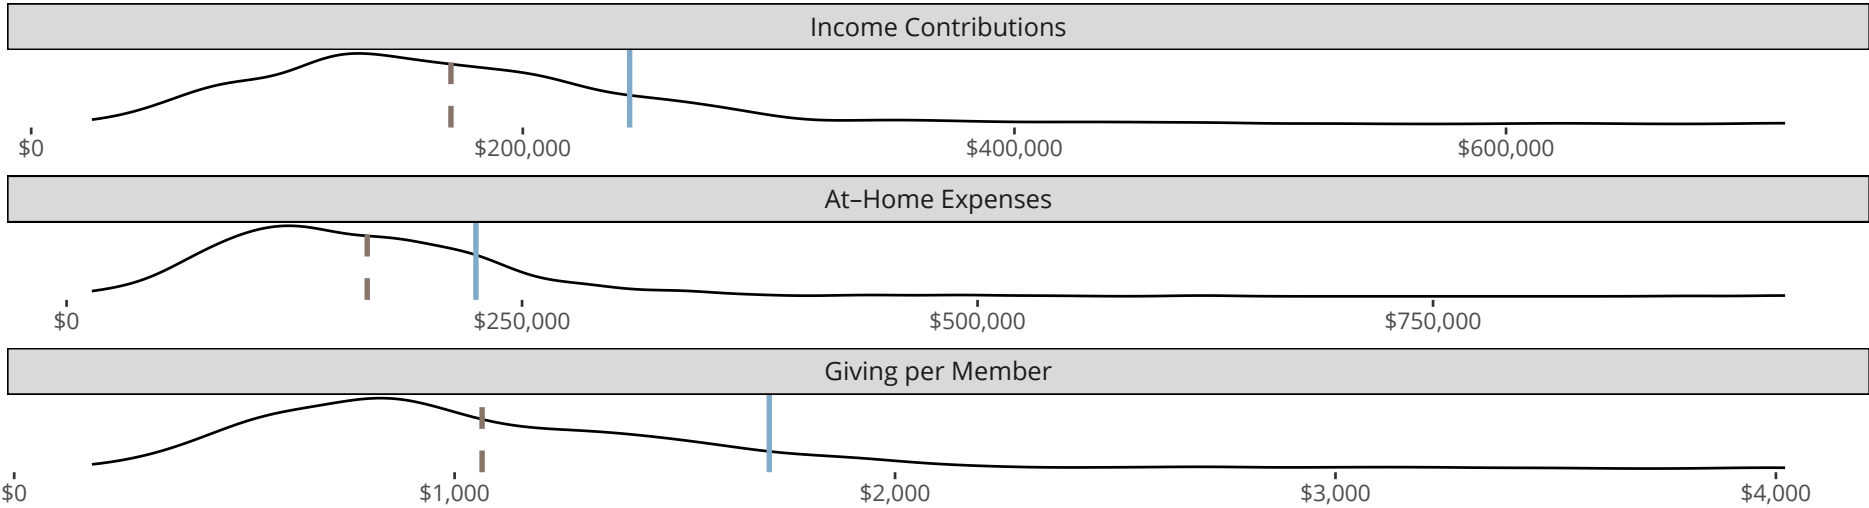 Income Contributions
$0 $200,000 $400,000 $600,000
At–Home Expenses
$0 $250,000 $500,000 $750,000
Giving per Member
$0 $1,000 $2,000 $3,000 $4,000